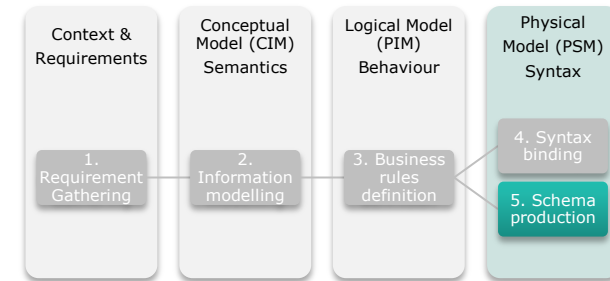 Context &
Requirements
Conceptual
Model (CIM)
Semantics
Logical Model
(PIM)
Behaviour
Physical
Model (PSM)
Syntax
1.
Requirement
Gathering
2.
Information
modelling
3. Business
rules
definition
4. Syntax
binding
5. Schema
production